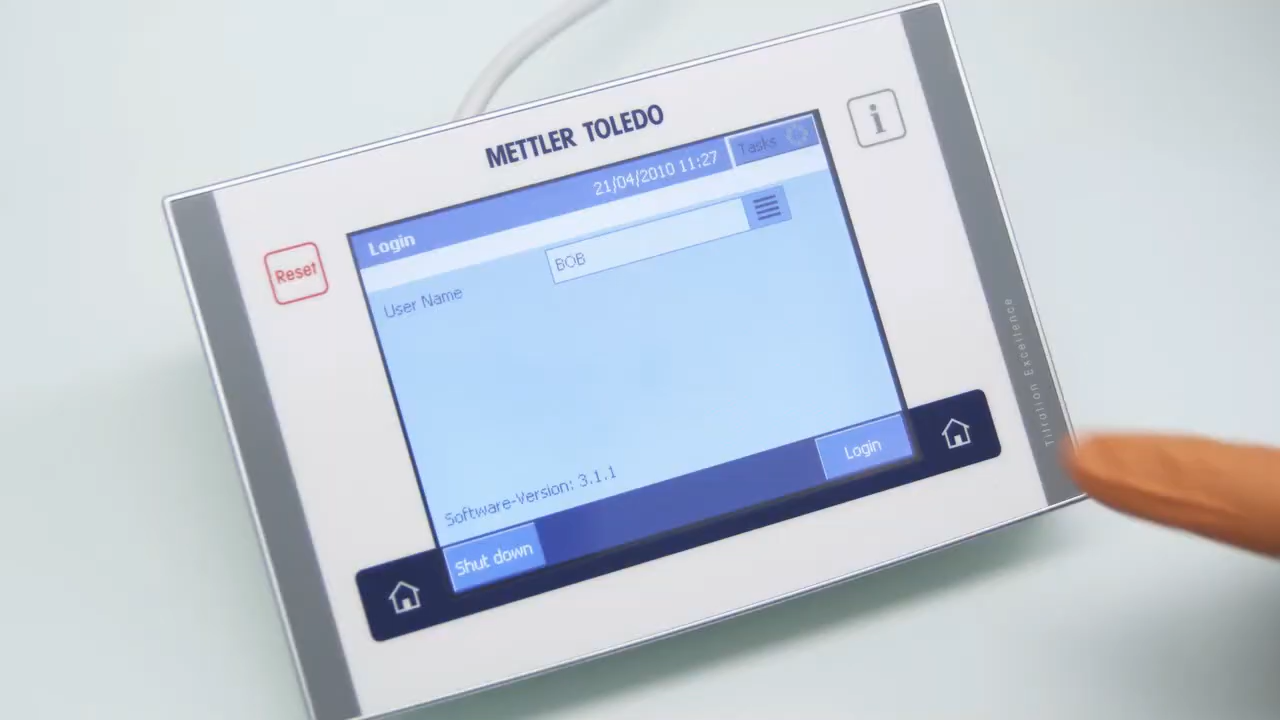 METTLER TOLEDO
i
21/04/2010 11:27
Tasks
Login
Reset
User Name
BOB
Titration Excellence
Software-Version: 3.1.1
Login
Shut down